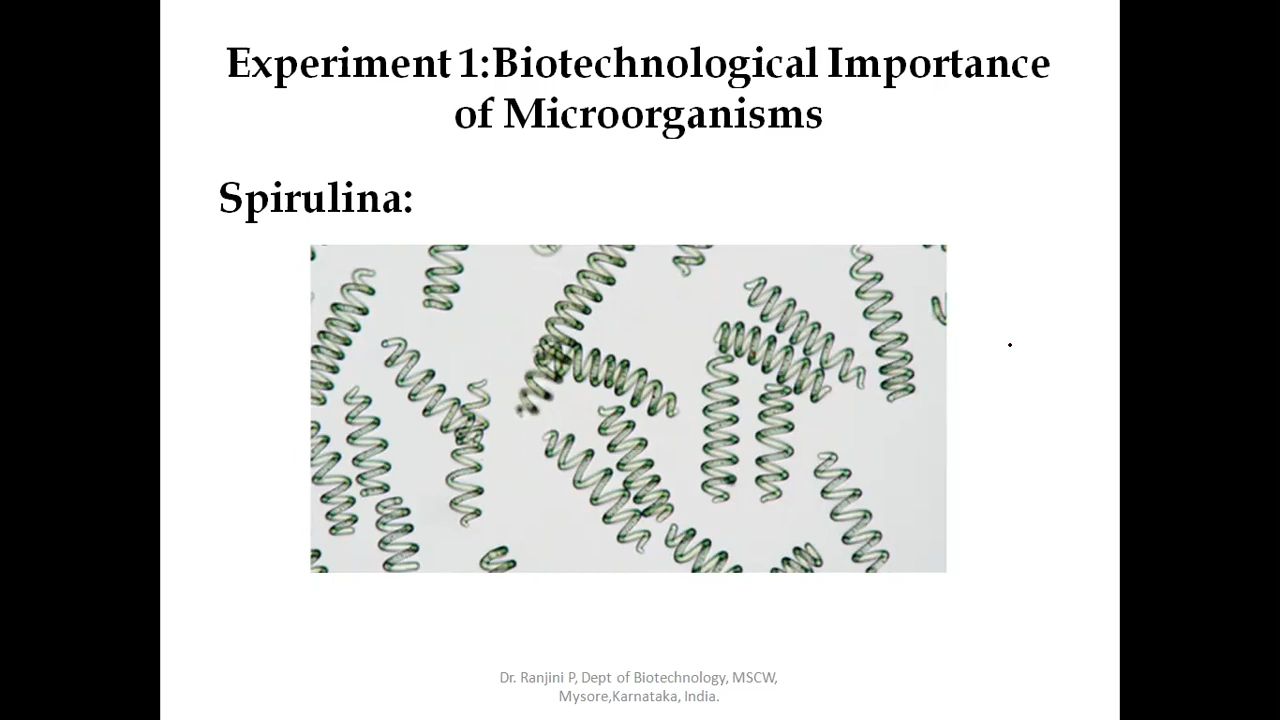 Experiment 1:Biotechnological Importance
of Microorganisms
Spirulina:
Dr. Ranjini P, Dept of Biotechnology, MSCW,
Mysore,Karnataka, India.